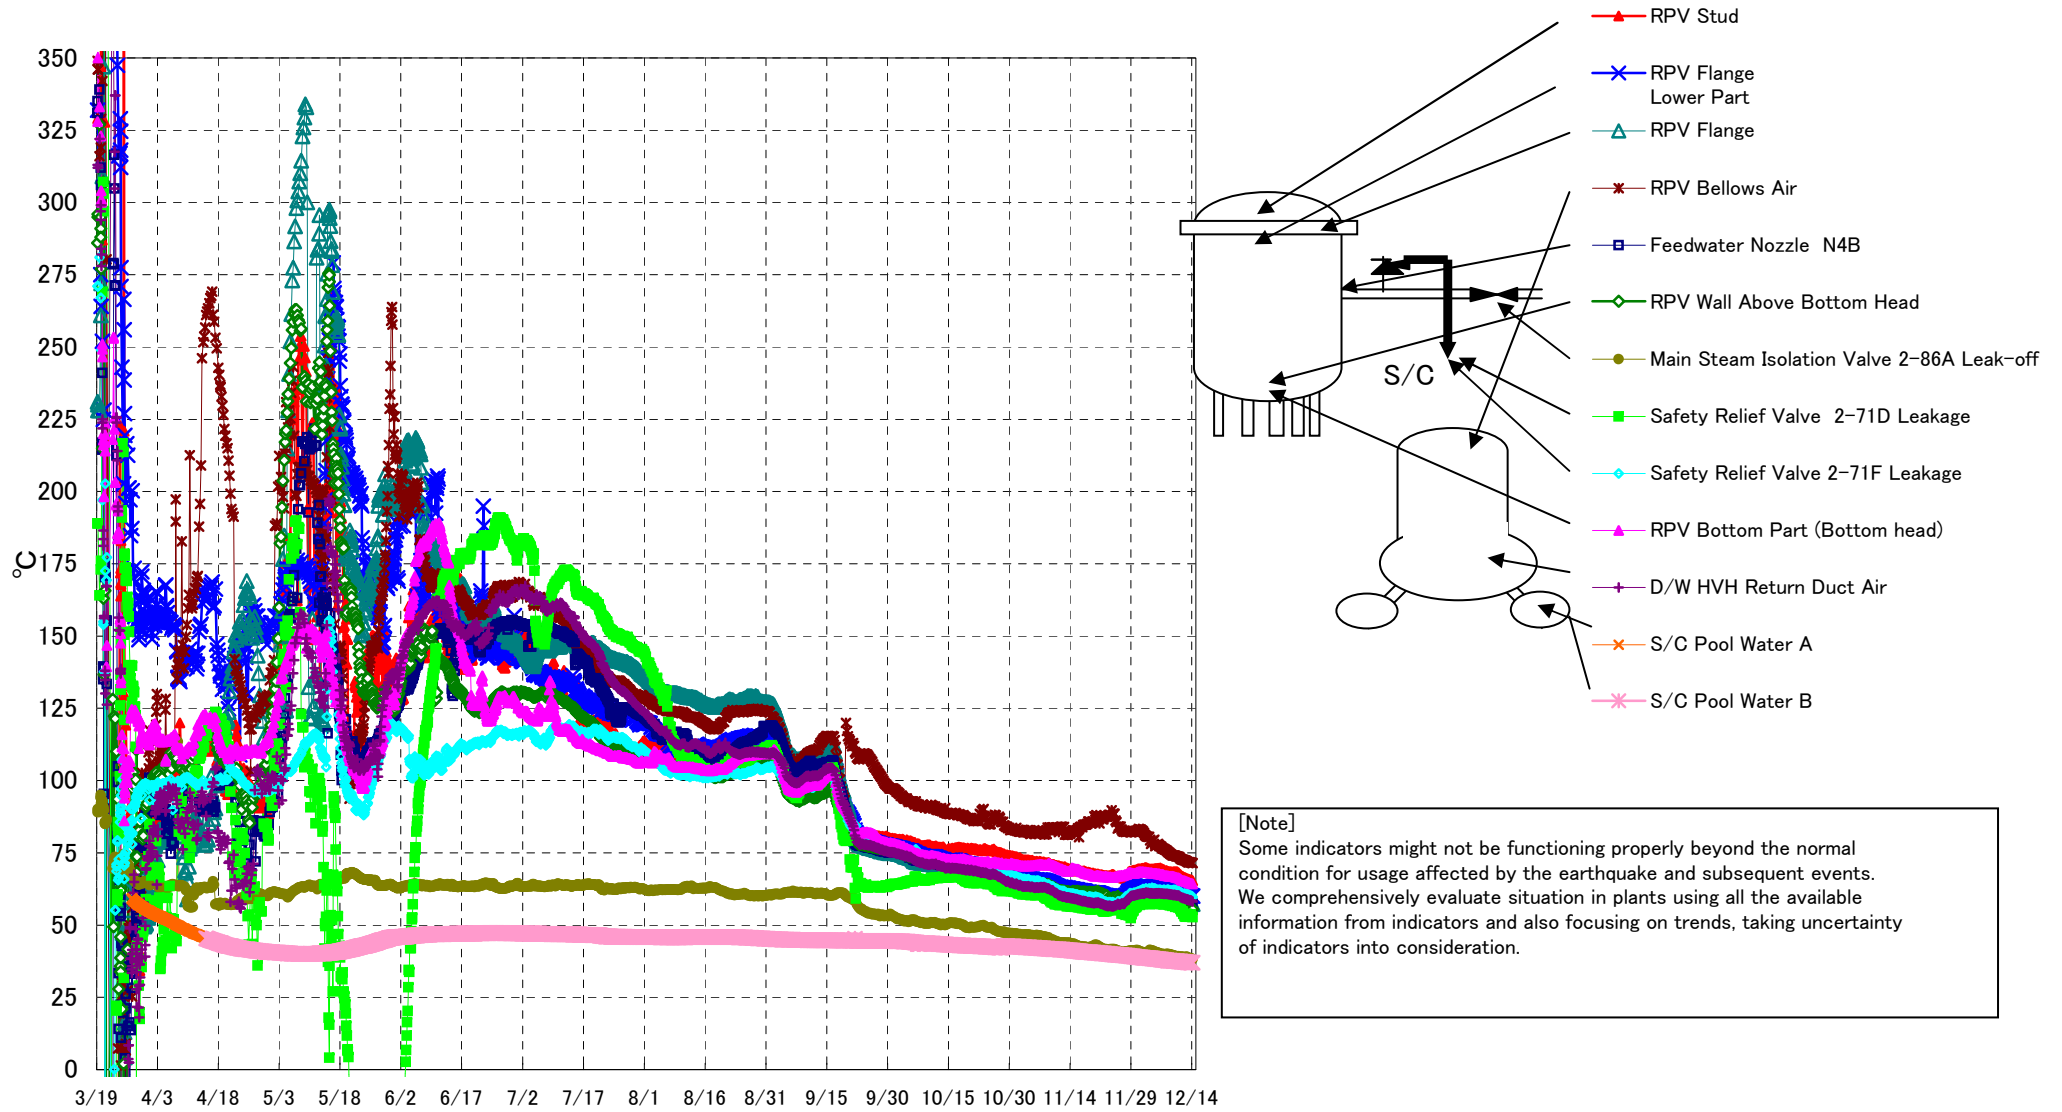 350
325
300
275
250
225
200
175
150
125
100
75
50
25
0
℃
3/19 4/3 4/18 5/3 5/18 6/2 6/17 7/2 7/17 8/1 8/16 8/31 9/15 9/30 10/15 10/30 11/14 11/29 12/14
RPV Stud
RPV Flange
Lower Part
RPV Flange
RPV Bellows Air
Feedwater Nozzle N4B
RPV Wall Above Bottom Head
Main Steam Isolation Valve 2-86A Leak-off
Safety Relief Valve 2-71D Leakage
Safety Relief Valve 2-71F Leakage
RPV Bottom Part (Bottom head)
D/W HVH Return Duct Air
S/C Pool Water A
S/C Pool Water B
S/C
[Note]
Some indicators might not be functioning properly beyond the normal
condition for usage affected by the earthquake and subsequent events.
We comprehensively evaluate situation in plants using all the available
information from indicators and also focusing on trends, taking uncertainty
of indicators into consideration.